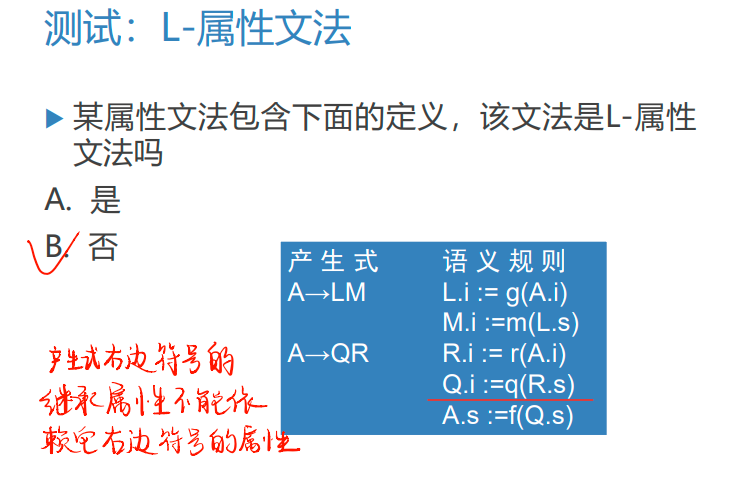 测试：L-属性文法
▶ 某属性文法包含下面的定义，该文法是L-属性
文法吗
A. 是
B. 否
产 生 式 语 义 规 则
A→LM L.i := g(A.i)
M.i :=m(L.s)
A→QR R.i := r(A.i)
Q.i :=q(R.s)
A.s :=f(Q.s)
产生式右边符号的
继承属性不能依
赖它右边符号的属性.